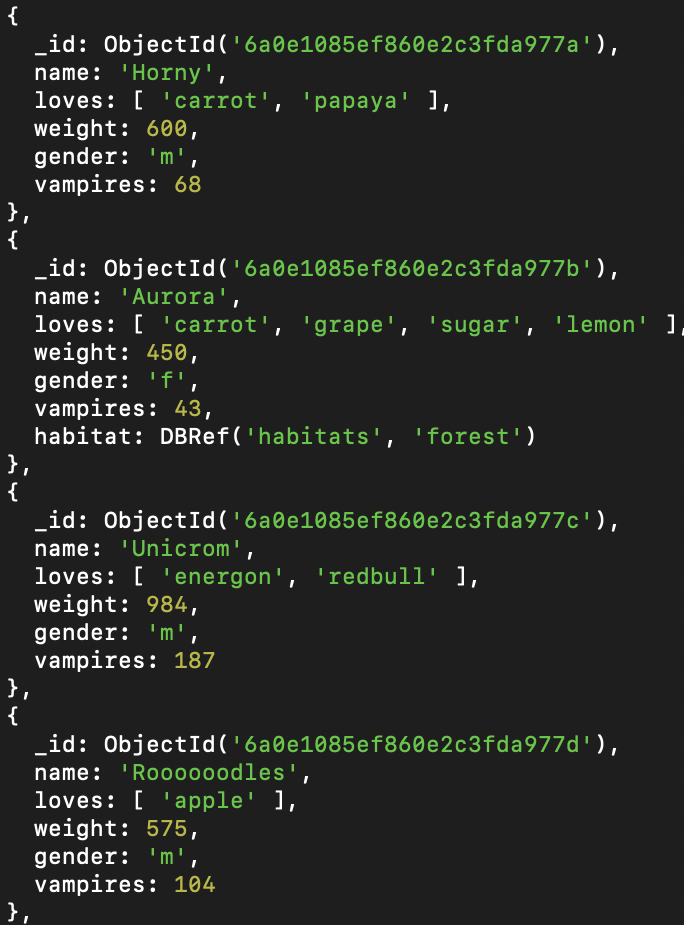 {
  _id: ObjectId('6a0e1085ef860e2c3fda977a'),
  name: 'Horny',
  loves: [ 'carrot', 'papaya' ],
  weight: 600,
  gender: 'm',
  vampires: 68
},
{
  _id: ObjectId('6a0e1085ef860e2c3fda977b'),
  name: 'Aurora',
  loves: [ 'carrot', 'grape', 'sugar', 'lemon' ],
  weight: 450,
  gender: 'f',
  vampires: 43,
  habitat: DBRef('habitats', 'forest')
},
{
  _id: ObjectId('6a0e1085ef860e2c3fda977c'),
  name: 'Unicrom',
  loves: [ 'energon', 'redbull' ],
  weight: 984,
  gender: 'm',
  vampires: 187
},
{
  _id: ObjectId('6a0e1085ef860e2c3fda977d'),
  name: 'Roooooodles',
  loves: [ 'apple' ],
  weight: 575,
  gender: 'm',
  vampires: 104
},